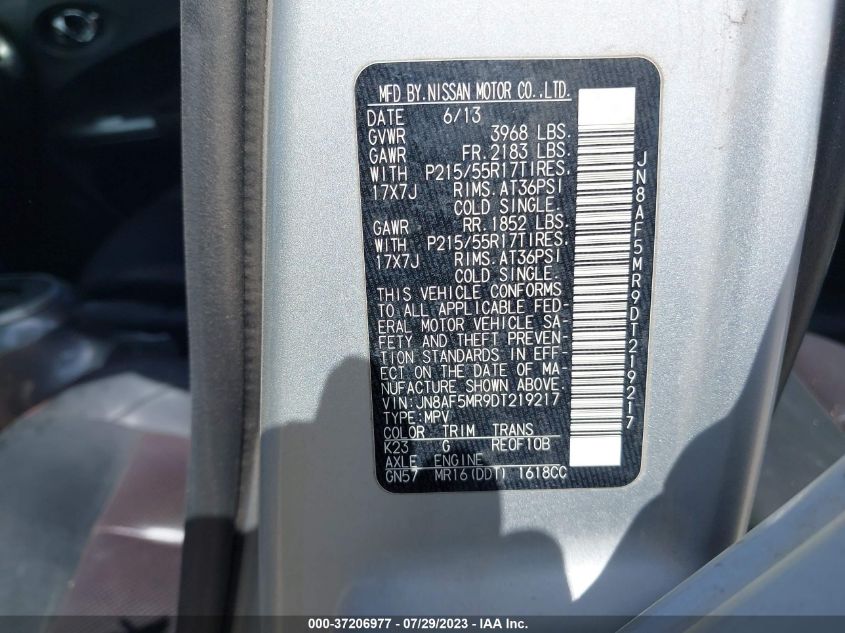 MFD BY.NISSAN MOTOR CO.,LTD.
DATE 6/13
GVWR 3968 LBS.
GAWR FR.2183 LBS.
WITH P215/55R17TIRES.
17X7J RIMS.AT36PSI
COLD SINGLE.
GAWR RR.1852 LBS.
WITH P215/55R17TIRES.
17X7J RIMS.AT36PSI
COLD SINGLE.
THIS VEHICLE CONFORMS
TO ALL APPLICABLE FED-
ERAL MOTOR VEHICLE SA-
FETY AND THEFT PREVEN-
TION STANDARDS IN EFF-
ECT ON THE DATE OF MA-
NUFACTURE SHOWN ABOVE.
VIN:JN8AF5MR9DT219217
TYPE:MPV
COLOR TRIM TRANS
K23 G RE0F10B
AXLE ENGINE
GN57 MR16(DDT) 1618CC
JN8AF5MR9DT219217
000-37206977 - 07/29/2023 - IAA Inc.